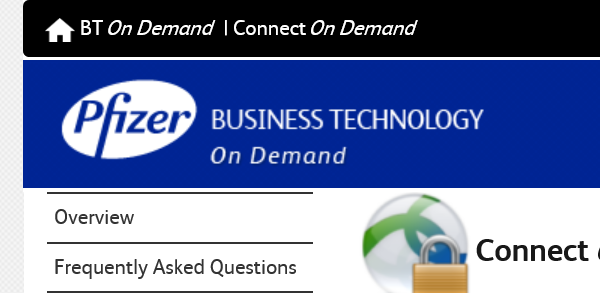 BT On Demand | Connect On Demand
Pfizer
BUSINESS TECHNOLOGY
On Demand
Overview
Frequently Asked Questions
Connect